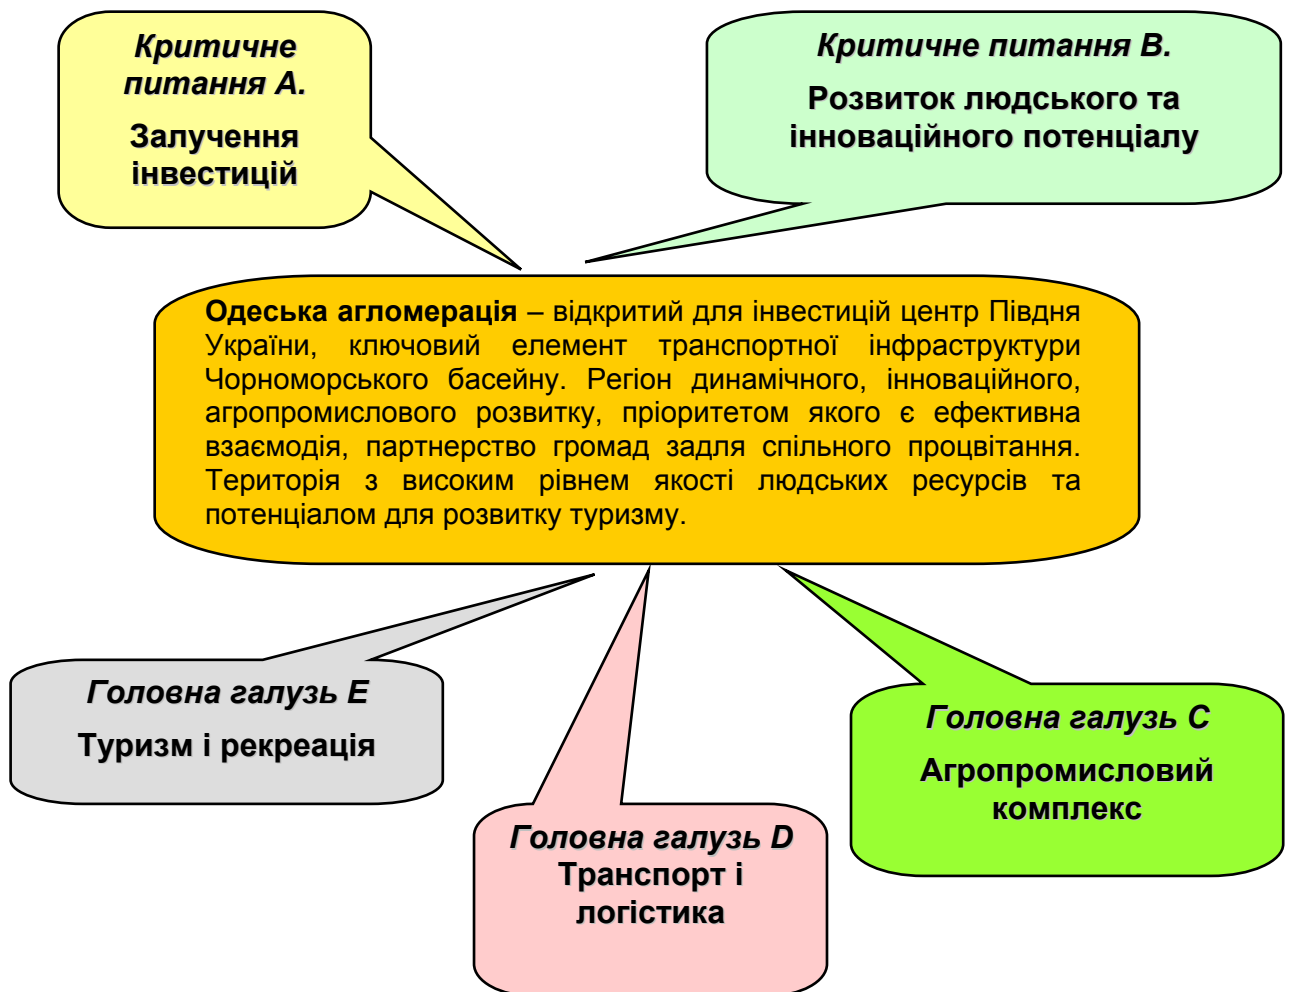 Критичне
питання А.
Залучення
інвестицій
Критичне питання В.
Розвиток людського та
інноваційного потенціалу
Одеська агломерація – відкритий для інвестицій центр Півдня
України, ключовий елемент транспортної інфраструктури
Чорноморського басейну. Регіон динамічного, інноваційного,
агропромислового розвитку, пріоритетом якого є ефективна
взаємодія, партнерство громад задля спільного процвітання.
Територія з високим рівнем якості людських ресурсів та
потенціалом для розвитку туризму.
Головна галузь Е
Туризм і рекреація
Головна галузь D
Транспорт і
логістика
Головна галузь С
Агропромисловий
комплекс